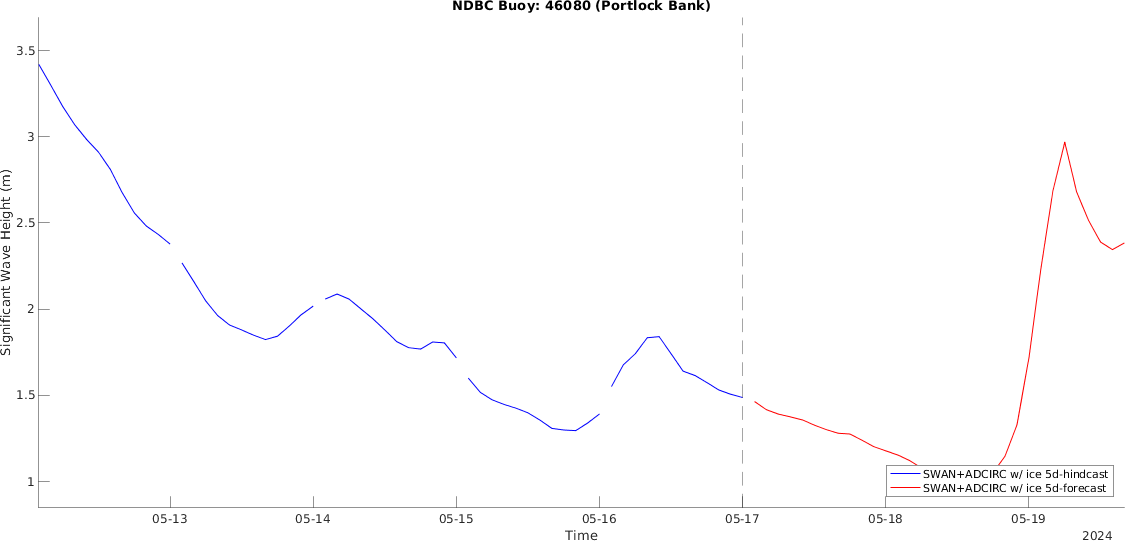 NDBC Buoy: 46080 (Portlock Bank)
3.5
3
2.5
2
1.5
1
Significant Wave Height (m)
SWAN+ADCIRC w/ ice 5d-hindcast
SWAN+ADCIRC w/ ice 5d-forecast
05-13 05-14 05-15 05-16 05-17 05-18 05-19
Time
2024